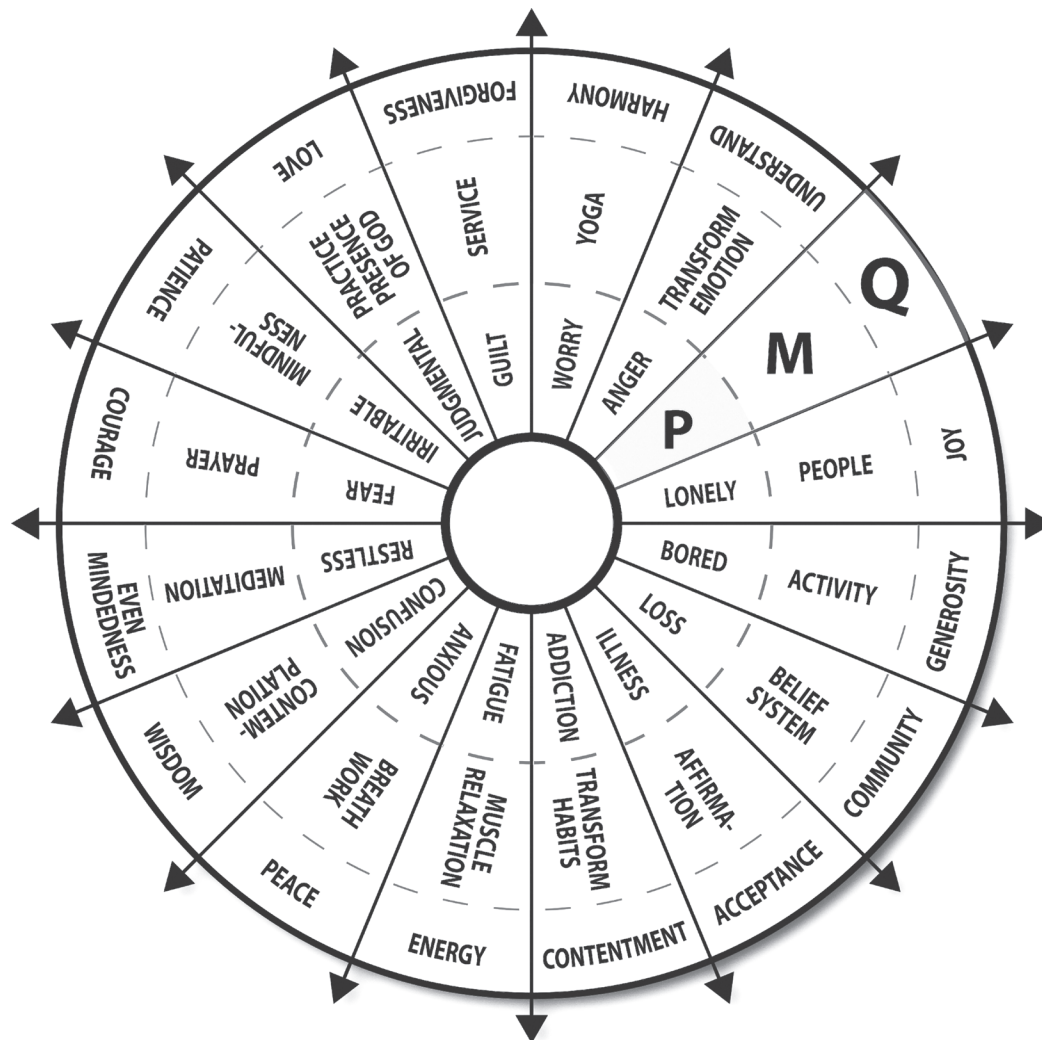 FORGIVENESS
SERVICE
GUILT
HARMONY
YOGA
WORRY
UNDERSTAND
TRANSFORM
EMOTION
ANGER
Q
M
P
JOY
PEOPLE
LONELY
GENEROSITY
ACTIVITY
BORED
COMMUNITY
BELIEF
SYSTEM
LOSS
ACCEPTANCE
AFFIRMA-
TION
ILLNESS
CONTENTMENT
TRANSFORM
HABITS
ADDICTION
ENERGY
MUSCLE
RELAXATION
FATIGUE
PEACE
BREATH
WORK
ANXIOUS
WISDOM
CONTEM-
PLATION
CONFUSION
EVEN
MINDEDNESS
MEDITATION
RESTLESS
COURAGE
PRAYER
FEAR
PATIENCE
MINDFUL-
NESS
IRRITABLE
LOVE
PRACTICE
PRESENCE
OF GOD
JUDGMENTAL